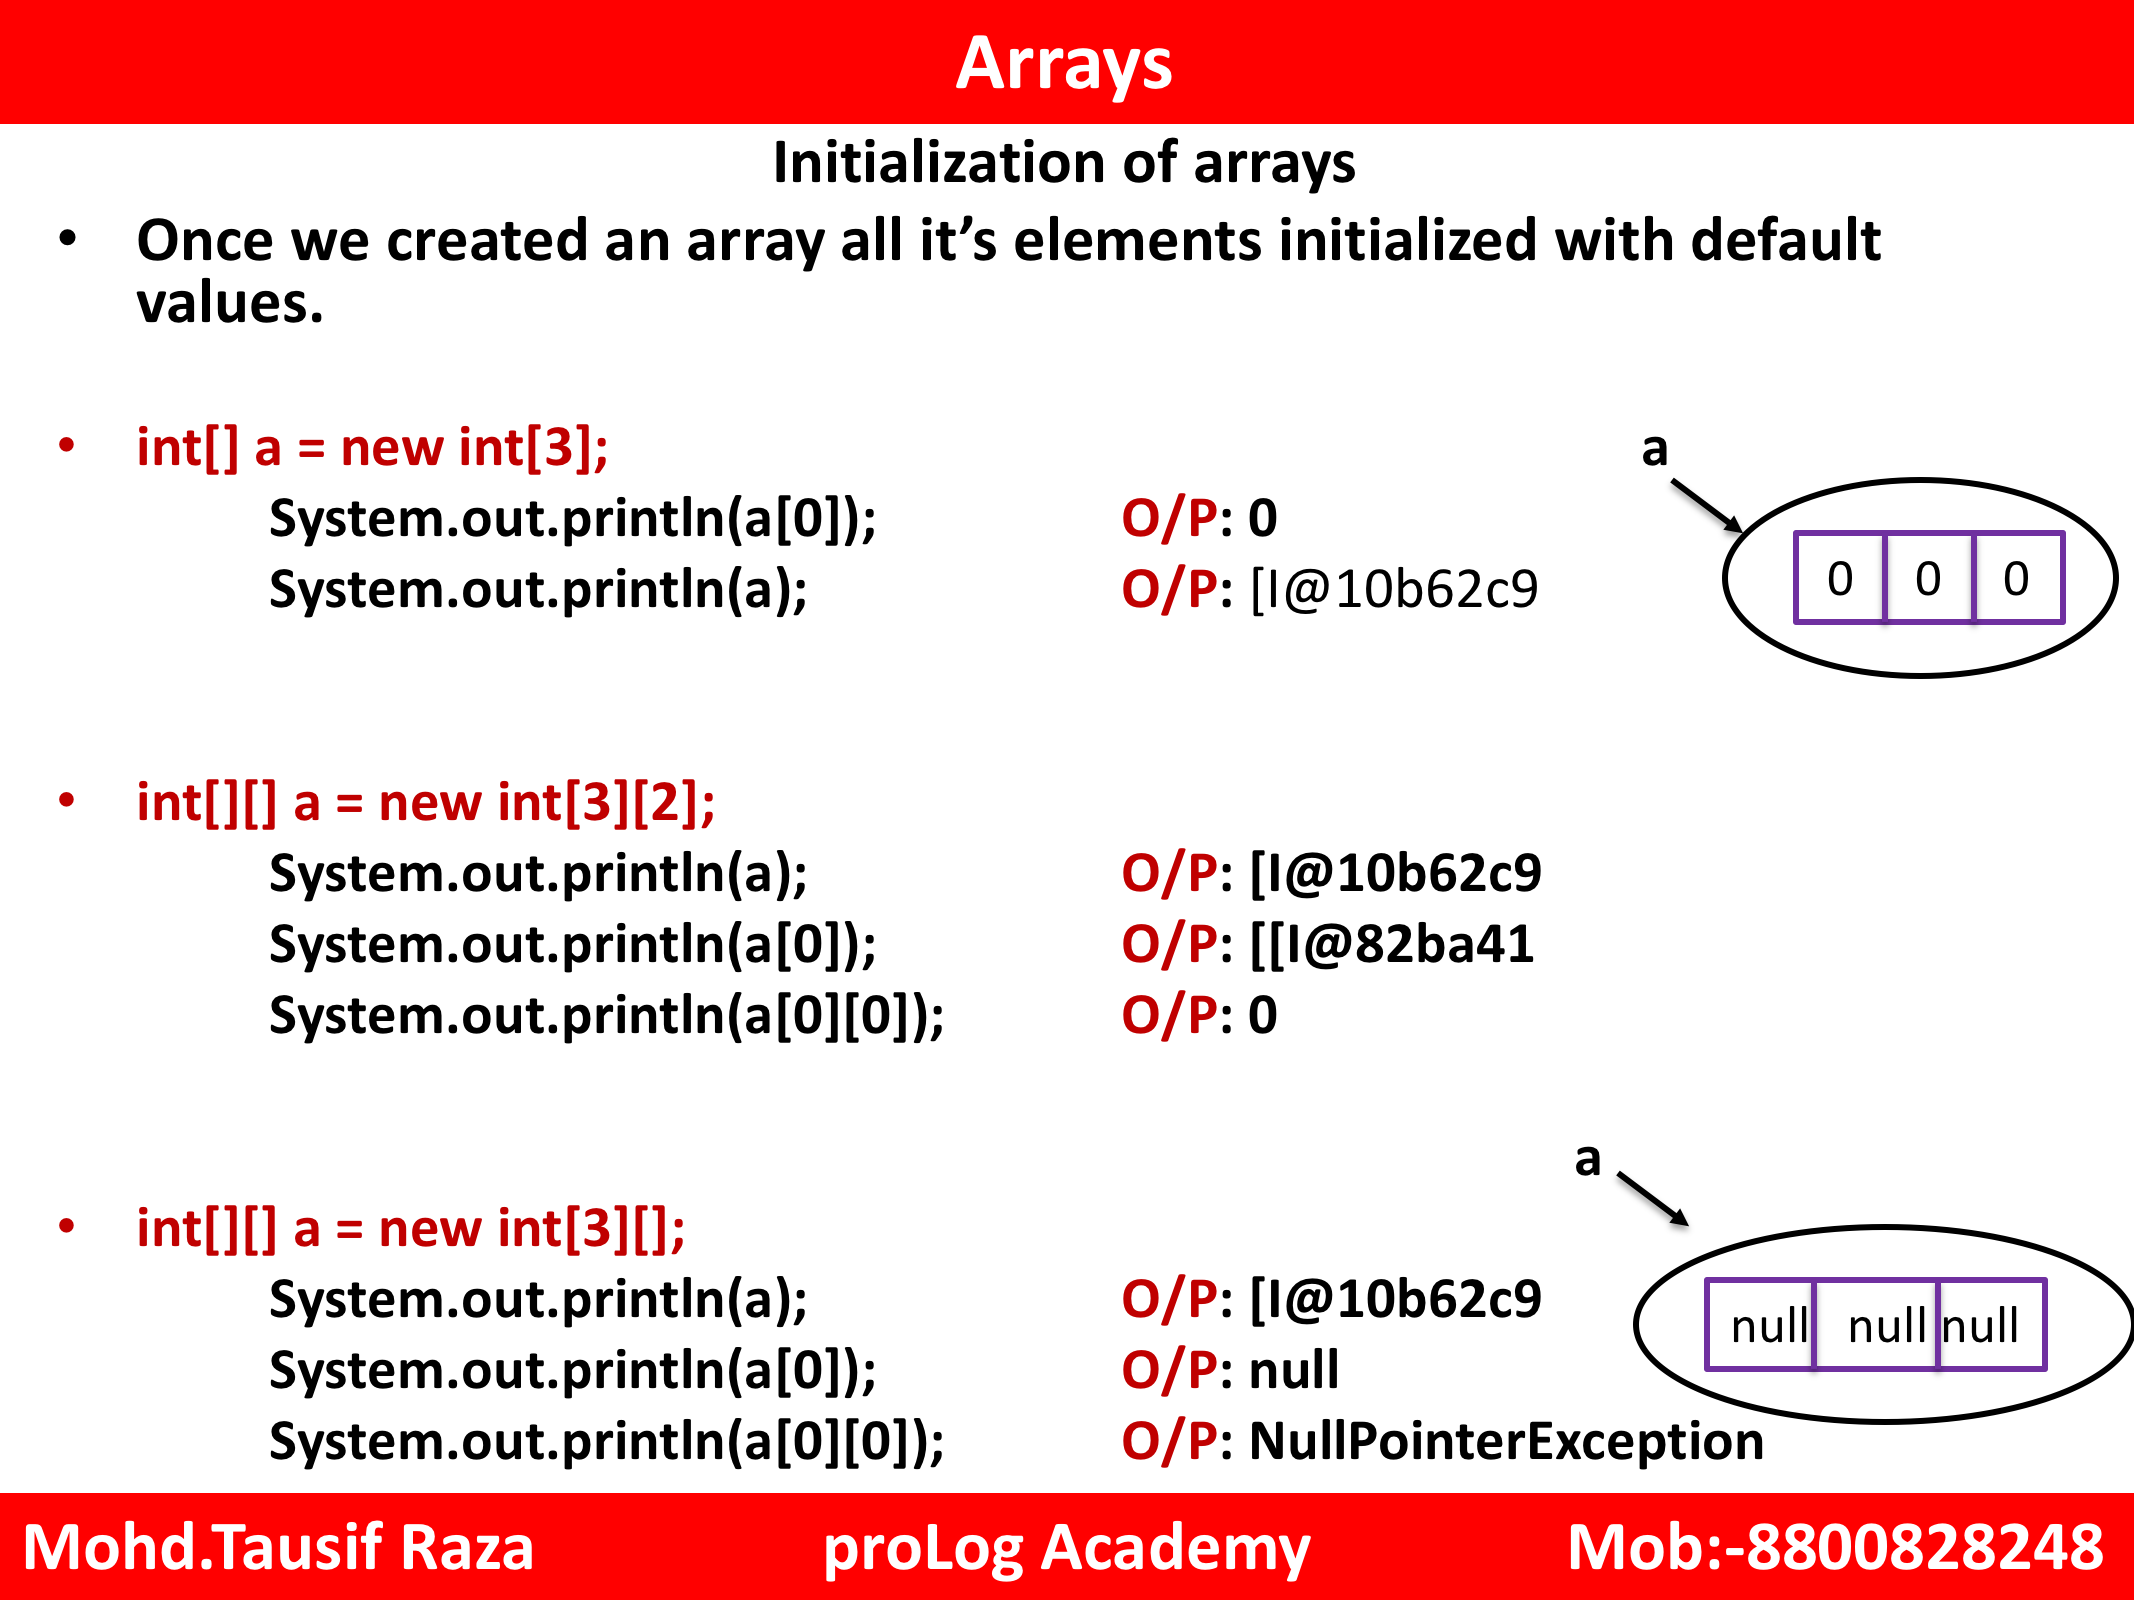 Arrays
Initialization of arrays
• Once we created an array all it’s elements initialized with default
values.
• int[] a = new int[3];
a
System.out.println(a[0]); O/P: 0
System.out.println(a); O/P: [I@10b62c9
0 0 0
• int[][] a = new int[3][2];
System.out.println(a); O/P: [I@10b62c9
System.out.println(a[0]); O/P: [[I@82ba41
System.out.println(a[0][0]); O/P: 0
a
• int[][] a = new int[3][];
System.out.println(a); O/P: [I@10b62c9
null null null
System.out.println(a[0]); O/P: null
System.out.println(a[0][0]); O/P: NullPointerException
Mohd.Tausif Raza proLog Academy Mob:-8800828248